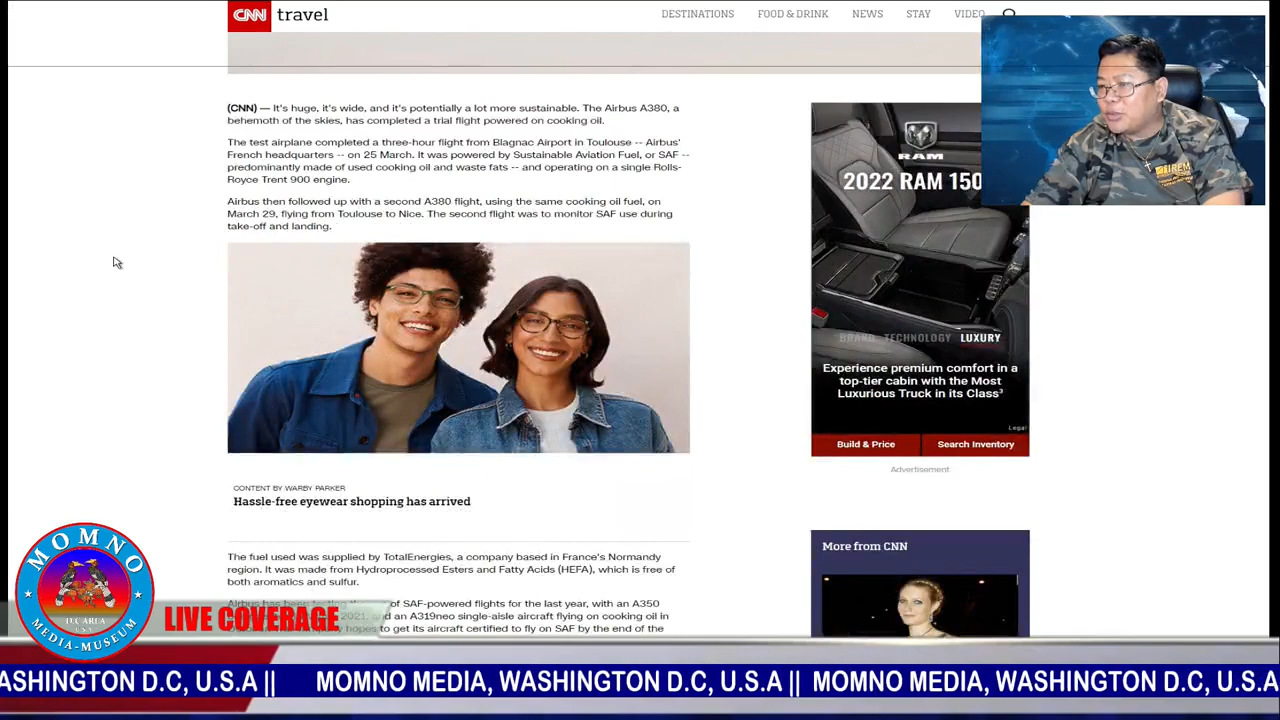 CNN travel
DESTINATIONS FOOD & DRINK NEWS STAY VIDEO
(CNN) — It's huge, it's wide, and it's potentially a lot more sustainable. The Airbus A380, a
behemoth of the skies, has completed a trial flight powered on cooking oil.
The test airplane completed a three-hour flight from Blagnac Airport in Toulouse -- Airbus'
French headquarters -- on 25 March. It was powered by Sustainable Aviation Fuel, or SAF --
predominantly made of used cooking oil and waste fats -- and operating on a single Rolls-
Royce Trent 900 engine.
Airbus then followed up with a second A380 flight, using the same cooking oil fuel, on
March 29, flying from Toulouse to Nice. The second flight was to monitor SAF use during
take-off and landing.
CONTENT BY WARBY PARKER
Hassle-free eyewear shopping has arrived
The fuel used was supplied by TotalEnergies, a company based in France's Normandy
region. It was made from Hydroprocessed Esters and Fatty Acids (HEFA), which is free of
both aromatics and sulfur.
Airbus has been of SAF-powered flights for the last year, with an A350
2021, and an A319neo single-aisle aircraft flying on cooking oil in
hopes to get its aircraft certified to fly on SAF by the end of the
RAM
2022 RAM 150
BRAND TECHNOLOGY LUXURY
Experience premium comfort in a
top-tier cabin with the Most
Luxurious Truck in its Class³
Legal
Build & Price Search Inventory
Advertisement
More from CNN
MOMNO
D.C AREA
U.S.A
MEDIA-MUSEUM
LIVE COVERAGE
WASHINGTON D.C, U.S.A || MOMNO MEDIA, WASHINGTON D.C, U.S.A || MOMNO MEDIA, WASHINGTON D.C, U.S.A